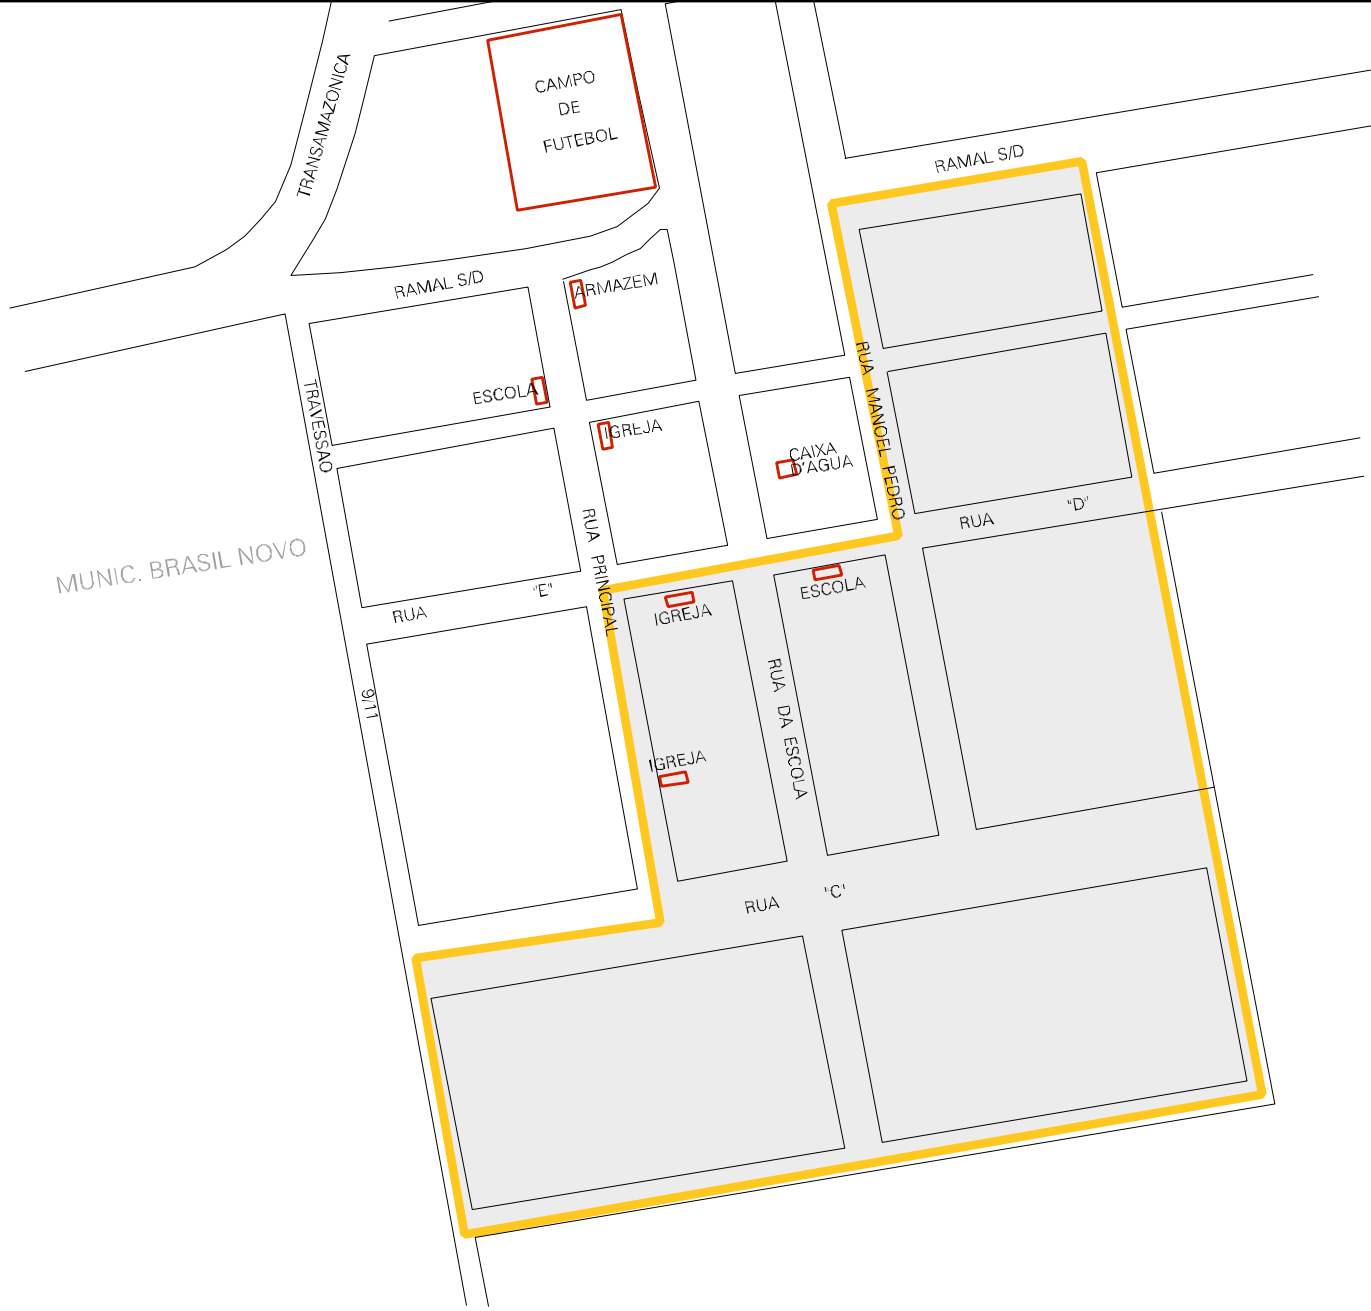 TRANSAMAZONICA
CAMPO
DE
FUTEBOL
RAMAL S/D
RAMAL S/D
ARMAZEM
ESCOLA
TRAVESSAO
IGREJA
CAIXA
D'AGUA
RUA MANOEL PEDRO
RUA "D"
MUNIC. BRASIL NOVO
RUA PRINCIPAL
RUA "E"
IGREJA
ESCOLA
9/11
RUA DA ESCOLA
IGREJA
RUA "C"